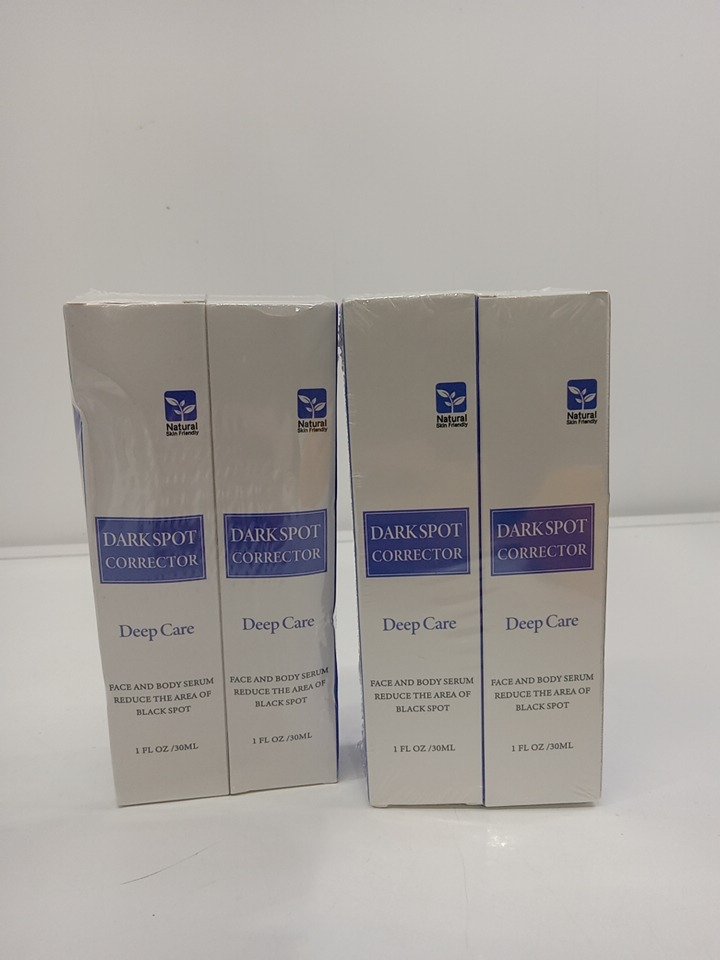 Natural
Skin Friendly
DARK SPOT
CORRECTOR
Deep Care
FACE AND BODY SERUM
REDUCE THE AREA OF
BLACK SPOT
1 FL OZ /30ML
Natural
Skin Friendly
DARK SPOT
CORRECTOR
Deep Care
FACE AND BODY SERUM
REDUCE THE AREA OF
BLACK SPOT
1 FL OZ /30ML
Natural
Skin Friendly
DARK SPOT
CORRECTOR
Deep Care
FACE AND BODY SERUM
REDUCE THE AREA OF
BLACK SPOT
1 FL OZ /30ML
Natural
Skin Friendly
DARK SPOT
CORRECTOR
Deep Care
FACE AND BODY SERUM
REDUCE THE AREA OF
BLACK SPOT
1 FL OZ /30ML